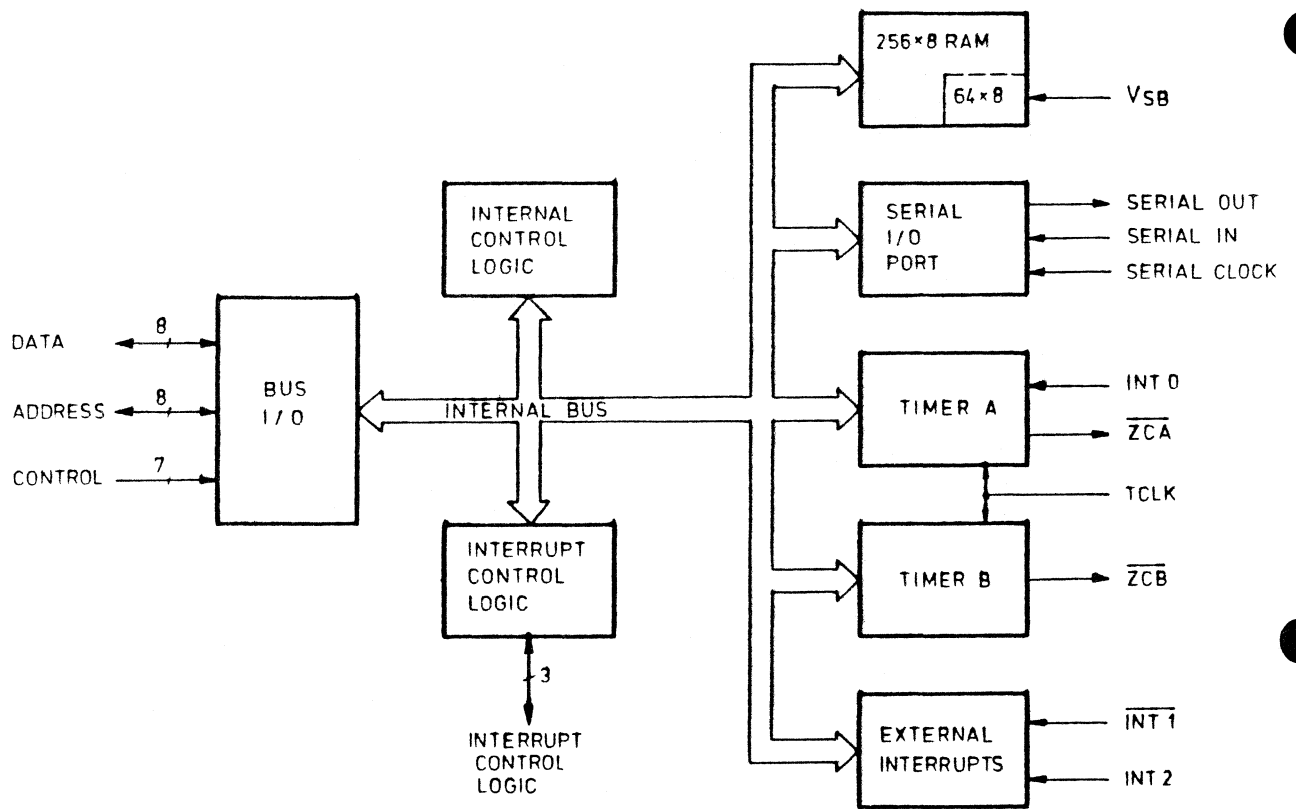 256×8 RAM
64×8
VSB
INTERNAL
CONTROL
LOGIC
SERIAL
I/O
PORT
SERIAL OUT
SERIAL IN
SERIAL CLOCK
DATA
8
ADDRESS
8
CONTROL
7
BUS
I/O
INTERNAL BUS
TIMER A
INT 0
ZCA
TCLK
INTERRUPT
CONTROL
LOGIC
TIMER B
ZCB
3
INTERRUPT
CONTROL
LOGIC
EXTERNAL
INTERRUPTS
INT 1
INT 2